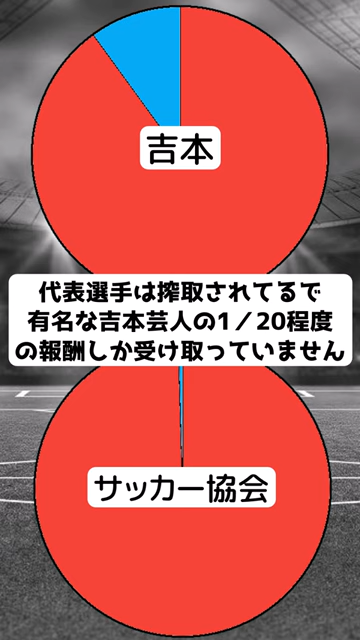 吉本
代表選手は搾取されてるで
有名な吉本芸人の1/20程度
の報酬しか受け取っていません
サッカー協会